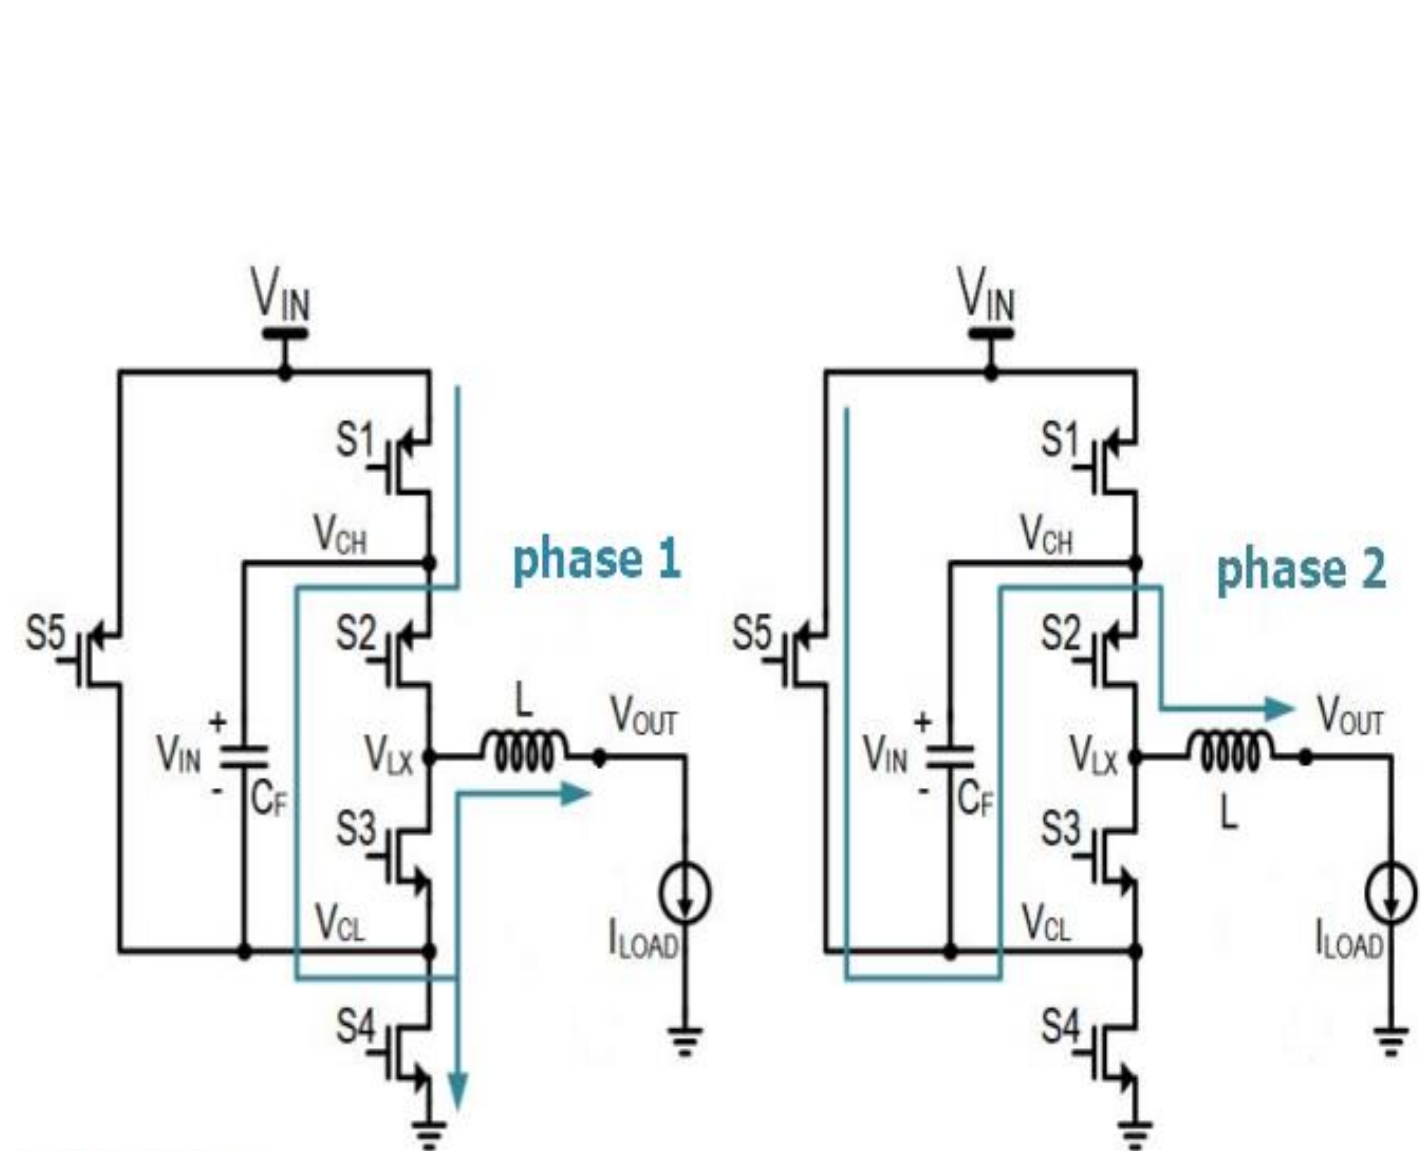 VIN
VIN
S1
S1
VCH
VCH
phase 1
phase 2
S5
S2
S5
S2
L
VOUT
VOUT
+
VIN
-
CF
VLX
+
VIN
-
CF
VLX
L
S3
S3
VCL
ILOAD
VCL
ILOAD
S4
S4